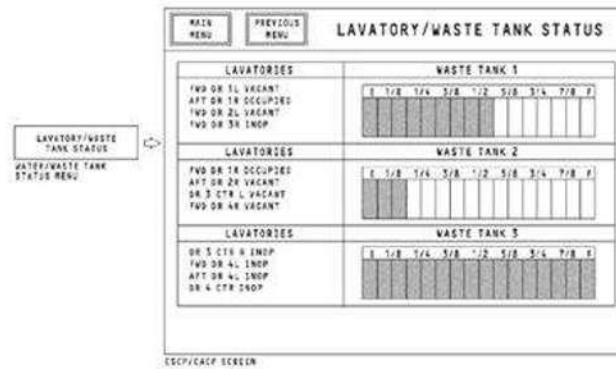 MAIN
MENU
PREVIOUS
MENU
LAVATORY/WASTE TANK STATUS
LAVATORIES
WASTE TANK 1
FWD DR 1L VACANT
AFT DR 1R OCCUPIED
FWD DR 2L VACANT
FWD DR 3R INOP
E 1/8 1/4 3/8 1/2 5/8 3/4 7/8 F
LAVATORY/WASTE
TANK STATUS
WATER/WASTE TANK
STATUS MENU
LAVATORIES
WASTE TANK 2
FWD DR 1R OCCUPIED
AFT DR 2R VACANT
DR 3 CTR L VACANT
FWD DR 4R VACANT
E 1/8 1/4 3/8 1/2 5/8 3/4 7/8 F
LAVATORIES
WASTE TANK 3
DR 3 CTR R INOP
FWD DR 4L INOP
AFT DR 4L INOP
DR 4 CTR INOP
E 1/8 1/4 3/8 1/2 5/8 3/4 7/8 F
CSCP/CACP SCREEN